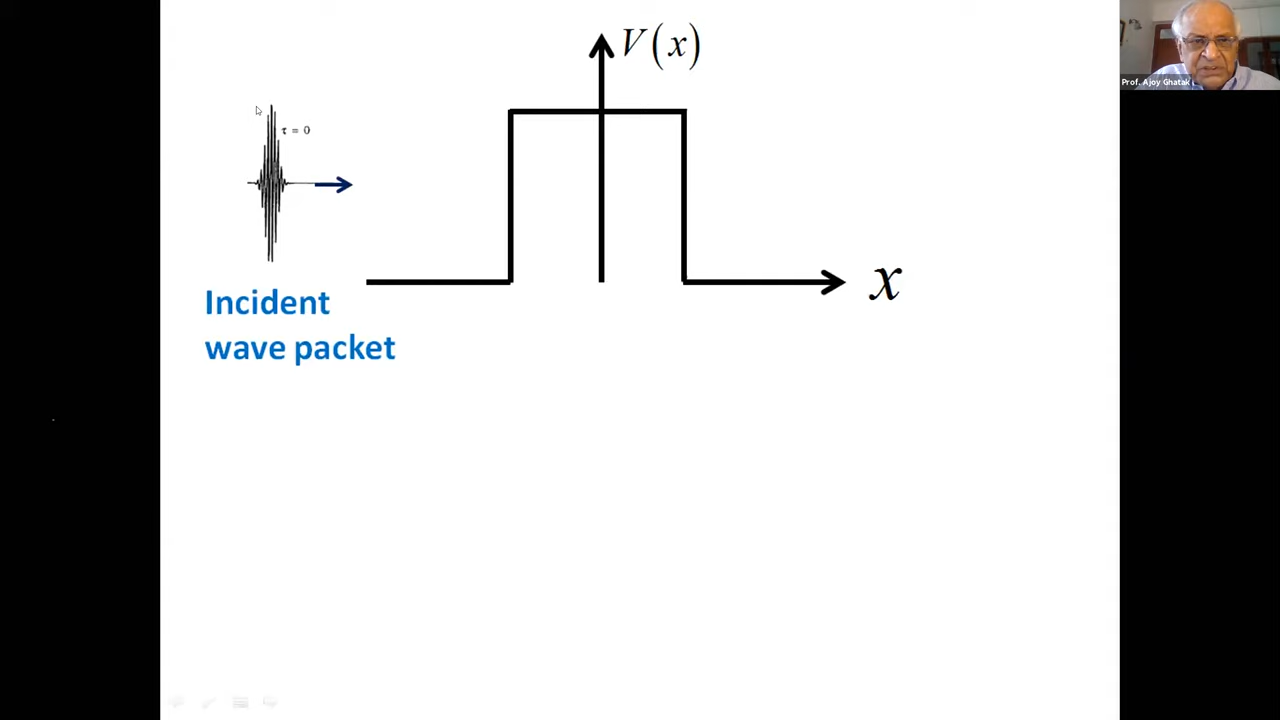 V(x)
Prof. Ajoy Ghatak
τ = 0
x
Incident
wave packet